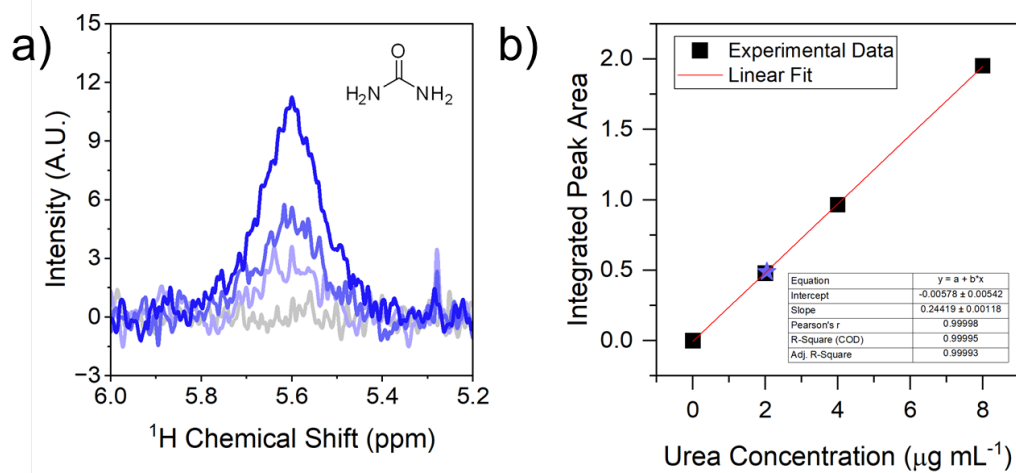 a)
15
12
9
6
3
0
−3
Intensity (A.U.)
O
H₂N NH₂
6.0 5.8 5.6 5.4 5.2
¹H Chemical Shift (ppm)
b)
2.0
1.5
1.0
0.5
0.0
Integrated Peak Area
Experimental Data
Linear Fit
Equation y = a + b*x
Intercept -0.00578 ± 0.00542
Slope 0.24419 ± 0.00118
Pearson's r 0.99998
R-Square (COD) 0.99995
Adj. R-Square 0.99993
0 2 4 6 8
Urea Concentration (μg mL⁻¹)